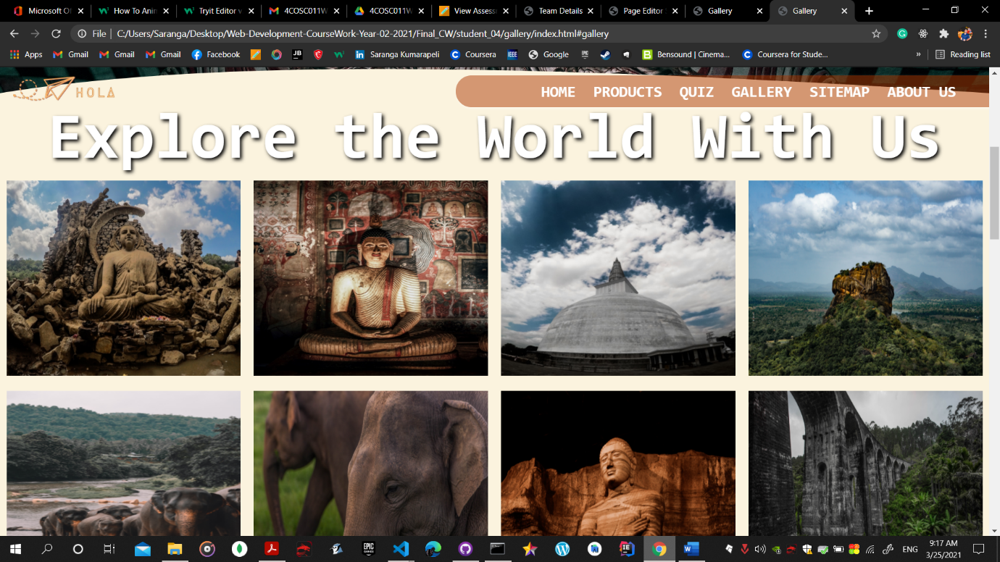 Microsoft Of
How To Anim
Tryit Editor v
4COSC011W
4COSC011W
View Assess
Team Details
Page Editor
Gallery
Gallery
File | C:/Users/Saranga/Desktop/Web-Development-CourseWork-Year-02-2021/Final_CW/student_04/gallery/index.html#gallery
Apps
Gmail
Gmail
Gmail
Facebook
JB
Saranga Kumarapeli
Coursera
IEEE
Google
EPIC
Bensound | Cinema...
Coursera for Stude...
»
Reading list
HOLA
HOME PRODUCTS QUIZ GALLERY SITEMAP ABOUT US
Explore the World With Us
EPIC
GAMES
ENG
9:17 AM
3/25/2021